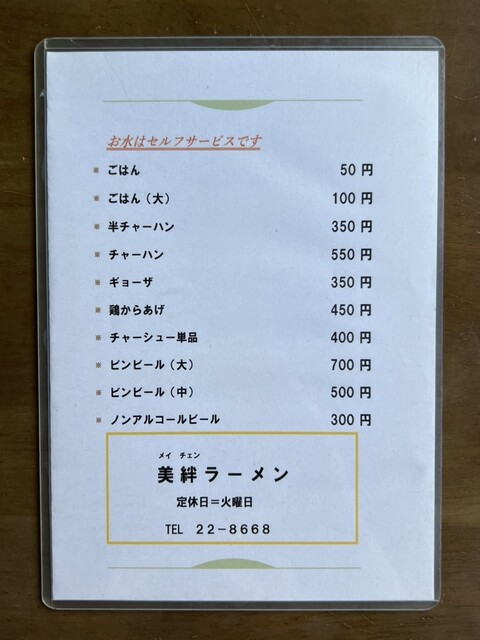 お水はセルフサービスです
※ ごはん 50 円
※ ごはん（大） 100 円
※ 半チャーハン 350 円
※ チャーハン 550 円
※ ギョーザ 350 円
※ 鶏からあげ 450 円
※ チャーシュー単品 400 円
※ ビンビール（大） 700 円
※ ビンビール（中） 500 円
※ ノンアルコールビール 300 円
メイ チェン
美絆ラーメン
定休日＝火曜日
TEL 22－8668